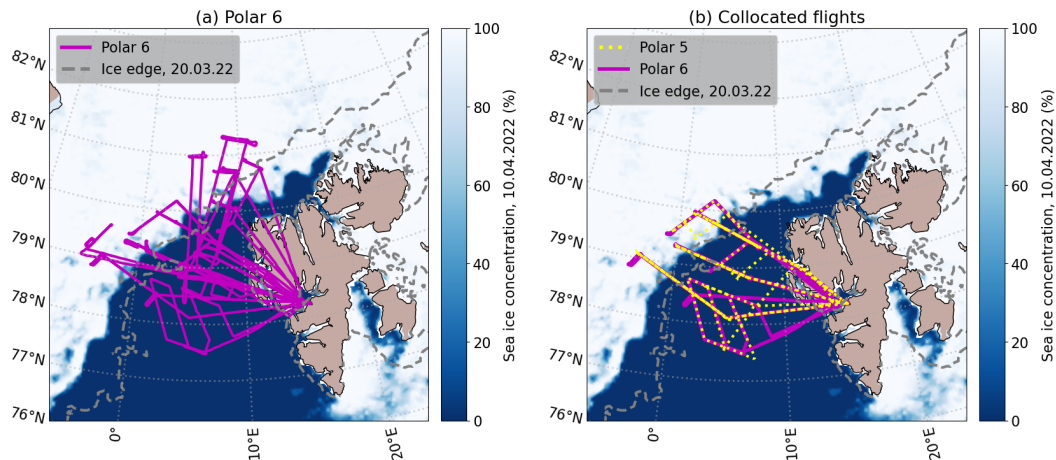 (a) Polar 6
Polar 6
Ice edge, 20.03.22
82°N
81°N
80°N
79°N
78°N
77°N
76°N
0°
10°E
20°E
100
80
60
40
20
0
Sea ice concentration, 10.04.2022 (%)
(b) Collocated flights
Polar 5
Polar 6
Ice edge, 20.03.22
82°N
81°N
80°N
79°N
78°N
77°N
76°N
0°
10°E
20°E
100
80
60
40
20
0
Sea ice concentration, 10.04.2022 (%)